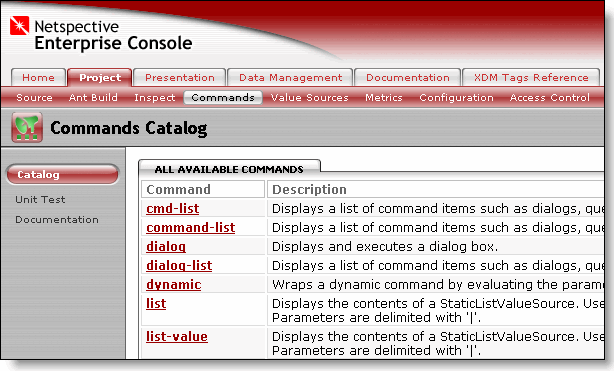 Netspective
Enterprise Console
Home Project Presentation Data Management Documentation XDM Tags Reference
Source Ant Build Inspect Commands Value Sources Metrics Configuration Access Control
Commands Catalog
Catalog
Unit Test
Documentation
ALL AVAILABLE COMMANDS
Command Description
cmd-list Displays a list of command items such as dialogs, que
command-list Displays a list of command items such as dialogs, que
dialog Displays and executes a dialog box.
dialog-list Displays a list of command items such as dialogs, que
dynamic Wraps a dynamic command by evaluating the parame
list Displays the contents of a StaticListValueSource. Use
Parameters are delimited with '|'.
list-value Displays the contents of a StaticListValueSource. Use
Parameters are delimited with '|'.